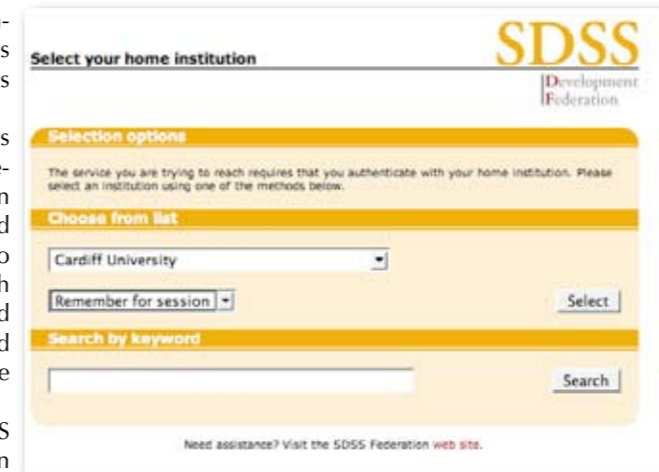 Select your home institution
SDSS
Development
Federation
Selection options
The service you are trying to reach requires that you authenticate with your home institution. Please
select an institution using one of the methods below.
Choose from list
Cardiff University
Remember for session
Select
Search by keyword
Search
Need assistance? Visit the SDSS Federation web site.